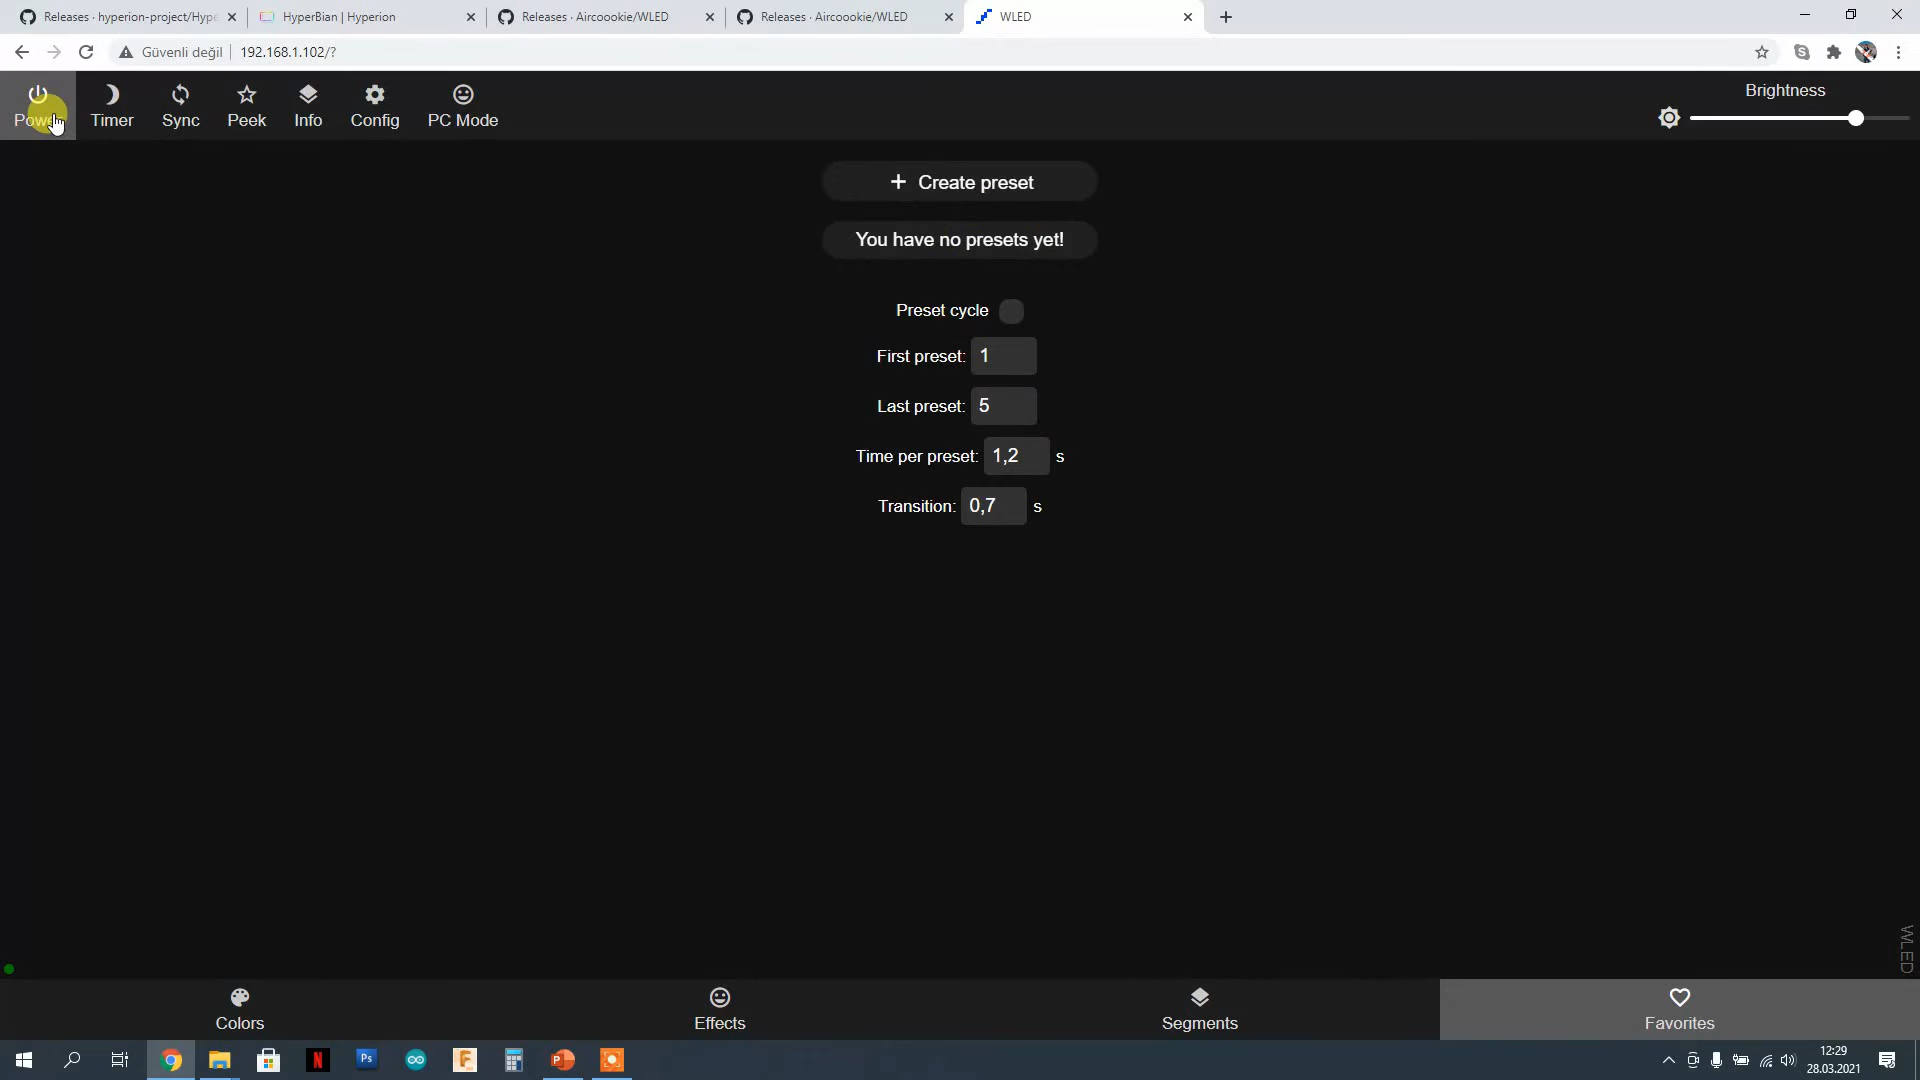 Releases · hyperion-project/Hype
HyperBian | Hyperion
Releases · Aircoookie/WLED
Releases · Aircoookie/WLED
WLED
Güvenli değil
192.168.1.102/?
Power
Timer
Sync
Peek
Info
Config
PC Mode
Brightness
+ Create preset
You have no presets yet!
Preset cycle
First preset: 1
Last preset: 5
Time per preset: 1,2 s
Transition: 0,7 s
WLED
Colors
Effects
Segments
Favorites
N
Ps
F
P
12:29
28.03.2021